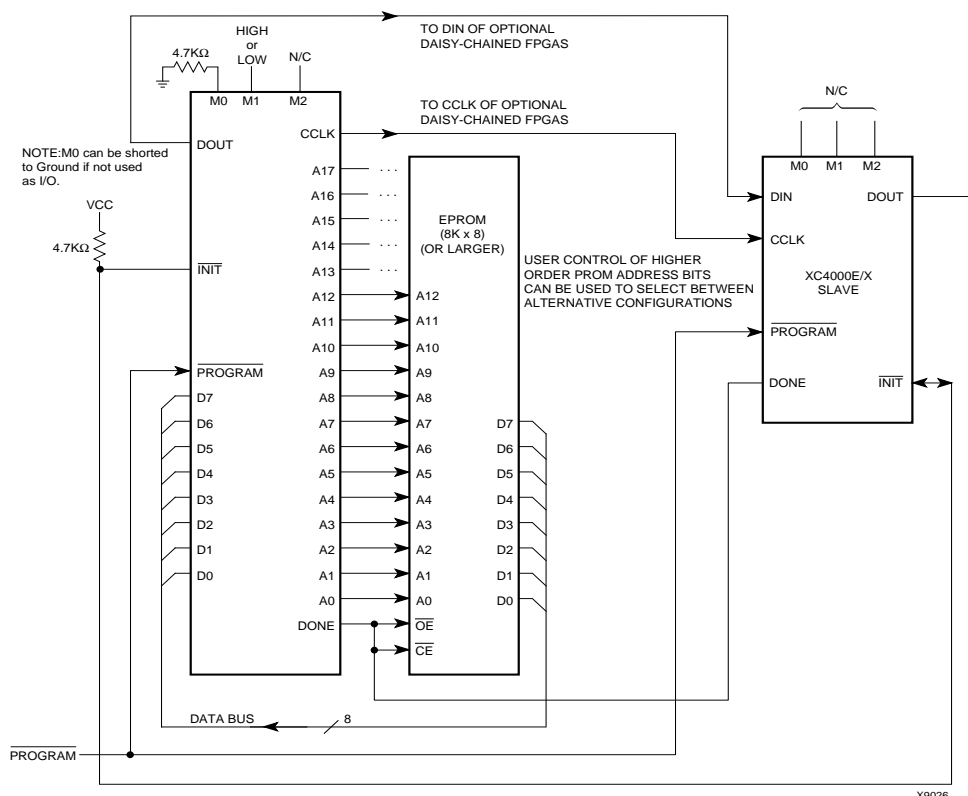 TO DIN OF OPTIONAL
DAISY-CHAINED FPGAS
HIGH
or
LOW
4.7KΩ
N/C
M0 M1 M2
N/C
TO CCLK OF OPTIONAL
DAISY-CHAINED FPGAS
DOUT
CCLK
NOTE:M0 can be shorted
to Ground if not used
as I/O.
VCC
4.7KΩ
INIT
PROGRAM
D7
D6
D5
D4
D3
D2
D1
D0
A17 ...
A16 ...
A15 ...
A14 ...
A13 ...
A12
A11
A10
A9
A8
A7
A6
A5
A4
A3
A2
A1
A0
DONE
EPROM
(8K x 8)
(OR LARGER)
A12
A11
A10
A9
A8
A7
A6
A5
A4
A3
A2
A1
A0
OE
CE
D7
D6
D5
D4
D3
D2
D1
D0
USER CONTROL OF HIGHER
ORDER PROM ADDRESS BITS
CAN BE USED TO SELECT BETWEEN
ALTERNATIVE CONFIGURATIONS
M0 M1 M2
DIN DOUT
CCLK
XC4000E/X
SLAVE
PROGRAM
DONE INIT
DATA BUS 8
PROGRAM
X9026